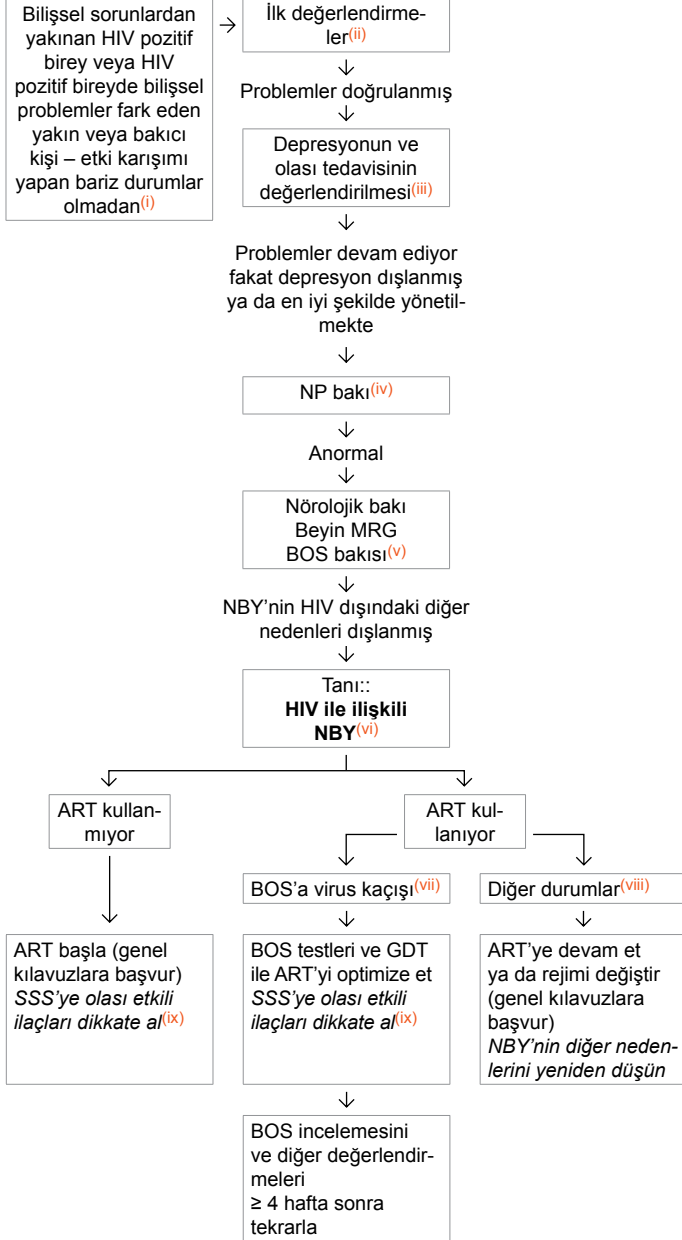 Bilişsel sorunlardan
yakınan HIV pozitif
birey veya HIV
pozitif bireyde bilişsel
problemler fark eden
yakın veya bakıcı
kişi – etki karışımı
yapan bariz durumlar
olmadan(i)
İlk değerlendirme-
ler(ii)
Problemler doğrulanmış
Depresyonun ve
olası tedavisinin
değerlendirilmesi(iii)
Problemler devam ediyor
fakat depresyon dışlanmış
ya da en iyi şekilde yönetil-
mekte
NP bakı(iv)
Anormal
Nörolojik bakı
Beyin MRG
BOS bakısı(v)
NBY’nin HIV dışındaki diğer
nedenleri dışlanmış
Tanı::
HIV ile ilişkili
NBY(vi)
ART kullan-
mıyor
ART kul-
lanıyor
BOS’a virus kaçışı(vii)
Diğer durumlar(viii)
ART başla (genel
kılavuzlara başvur)
SSS’ye olası etkili
ilaçları dikkate al(ix)
BOS testleri ve GDT
ile ART’yi optimize et
SSS’ye olası etkili
ilaçları dikkate al(ix)
ART’ye devam et
ya da rejimi değiştir
(genel kılavuzlara
başvur)
NBY’nin diğer neden-
lerini yeniden düşün
BOS incelemesini
ve diğer değerlendir-
meleri
≥ 4 hafta sonra
tekrarla